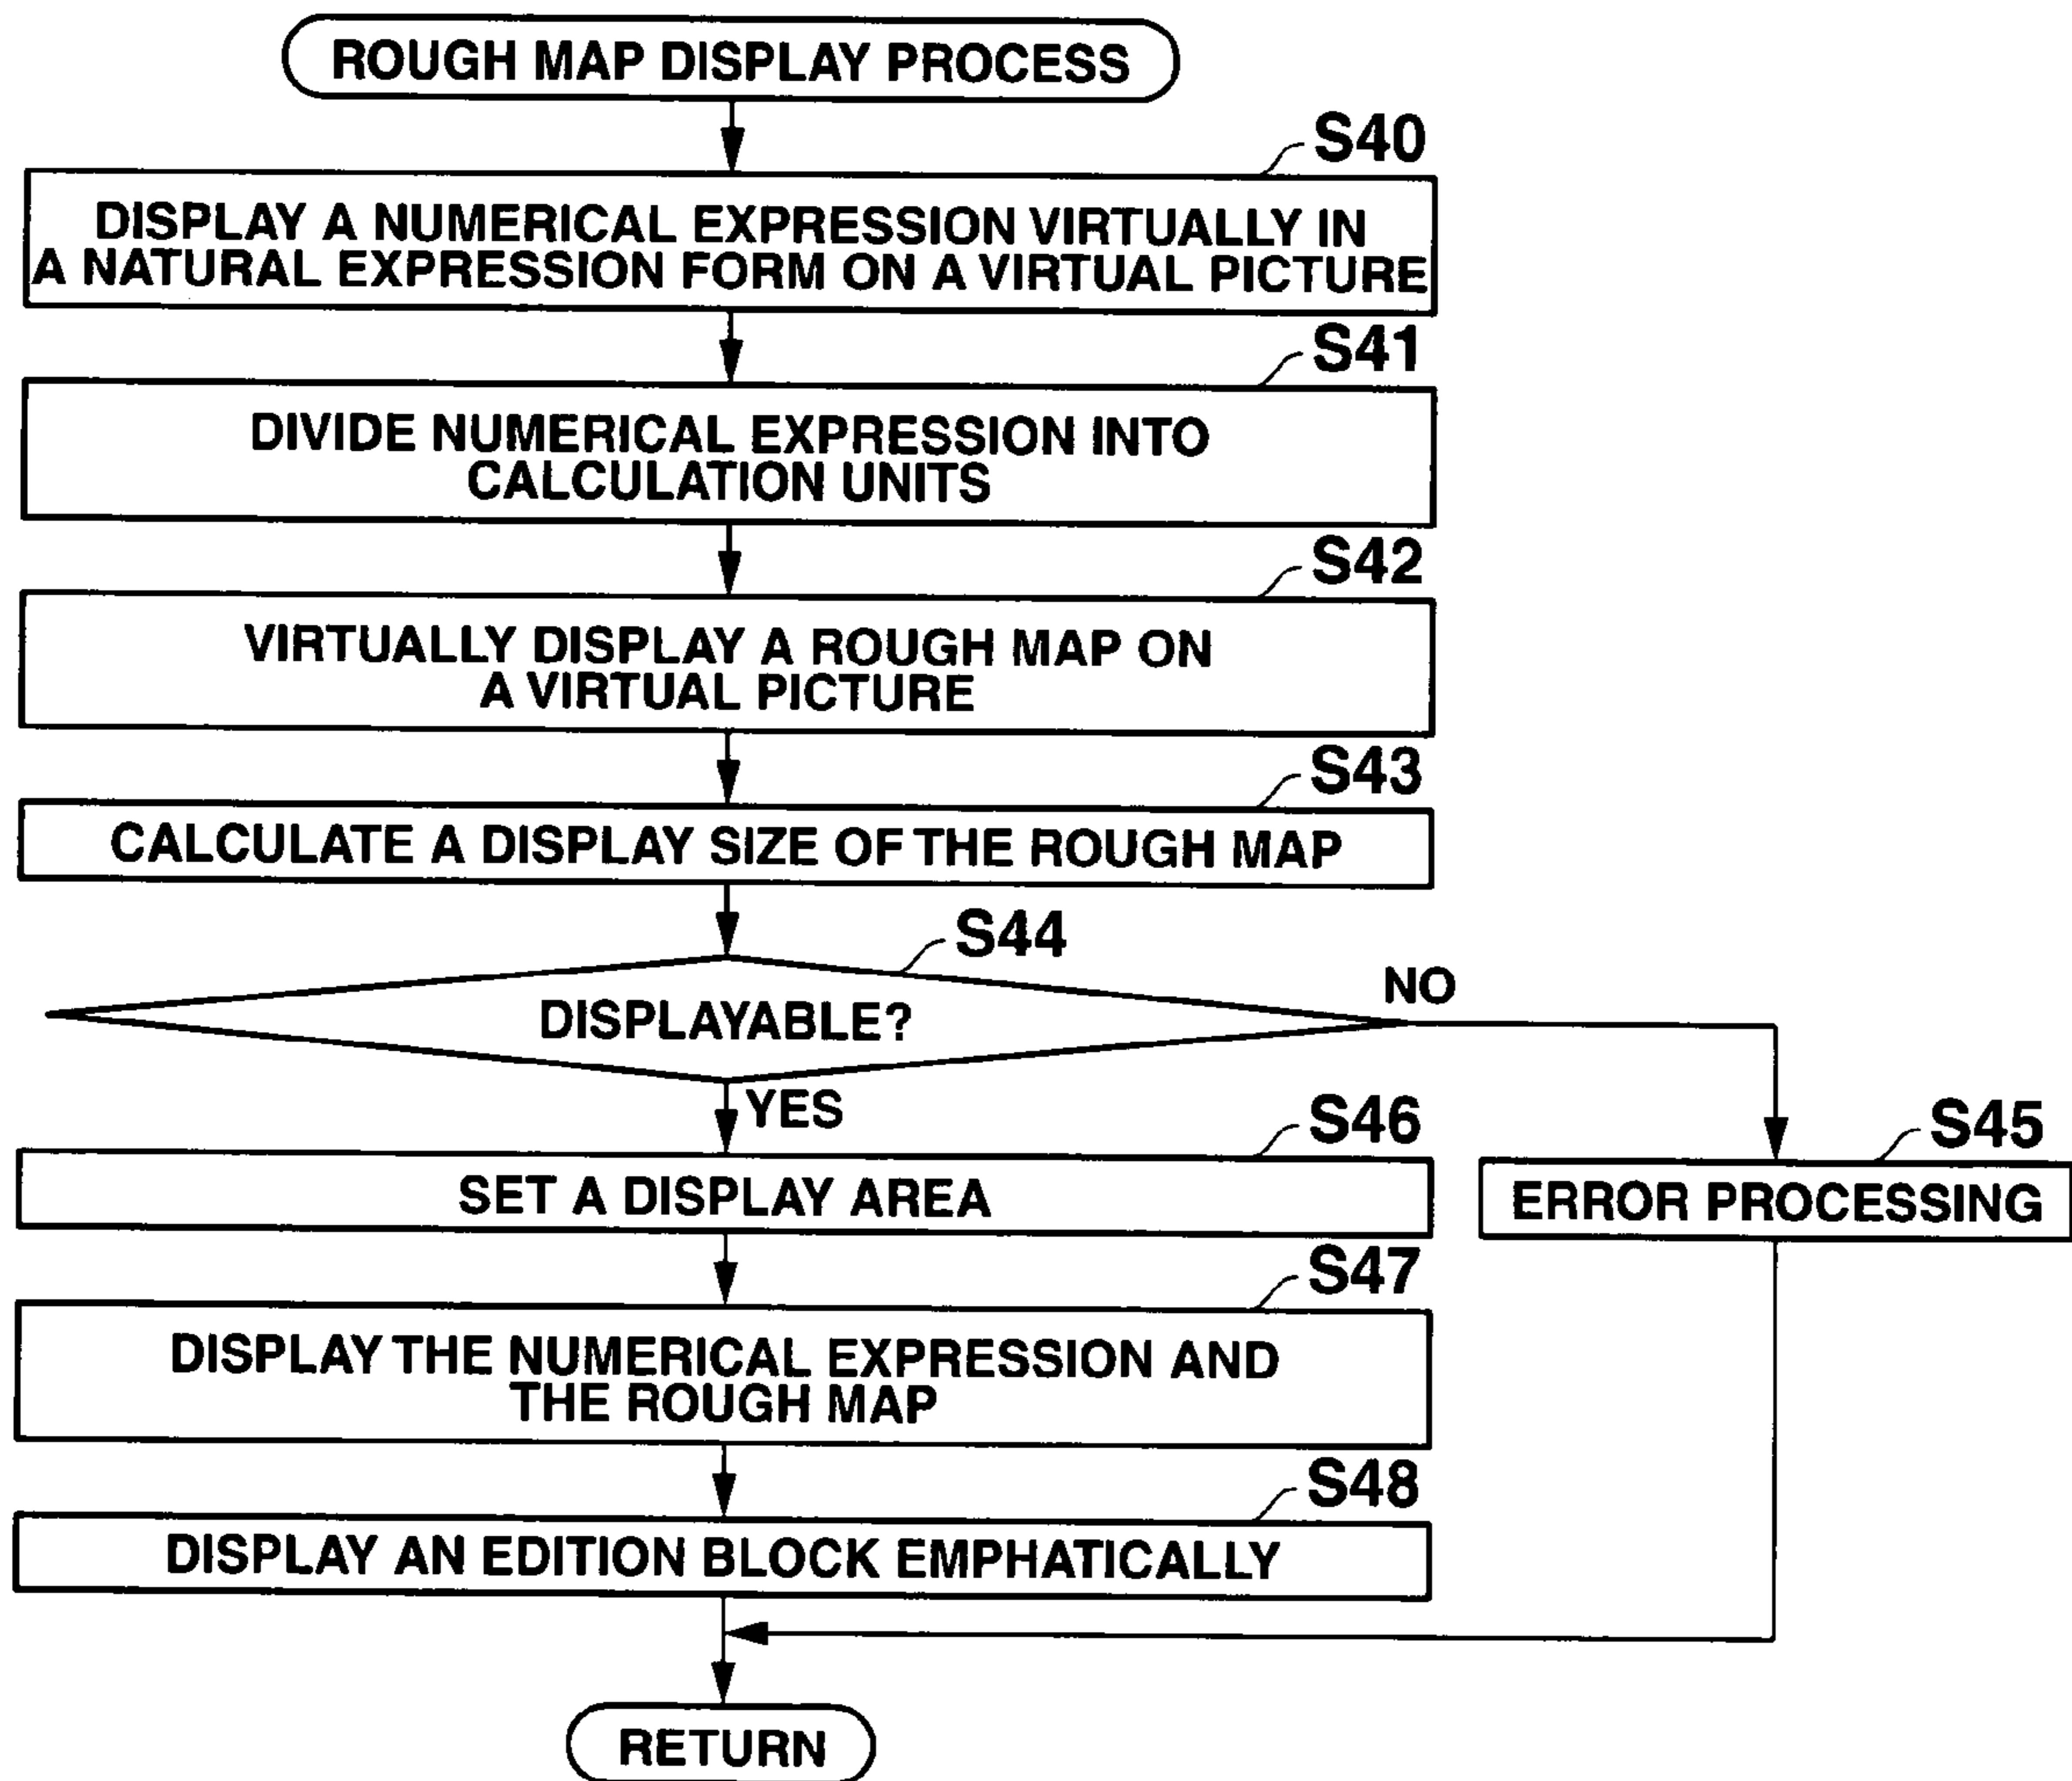 ROUGH MAP DISPLAY PROCESS
S40
DISPLAY A NUMERICAL EXPRESSION VIRTUALLY IN
A NATURAL EXPRESSION FORM ON A VIRTUAL PICTURE
S41
DIVIDE NUMERICAL EXPRESSION INTO
CALCULATION UNITS
S42
VIRTUALLY DISPLAY A ROUGH MAP ON
A VIRTUAL PICTURE
S43
CALCULATE A DISPLAY SIZE OF THE ROUGH MAP
S44
DISPLAYABLE?
NO
YES
S46
SET A DISPLAY AREA
S45
ERROR PROCESSING
S47
DISPLAY THE NUMERICAL EXPRESSION AND
THE ROUGH MAP
S48
DISPLAY AN EDITION BLOCK EMPHATICALLY
RETURN